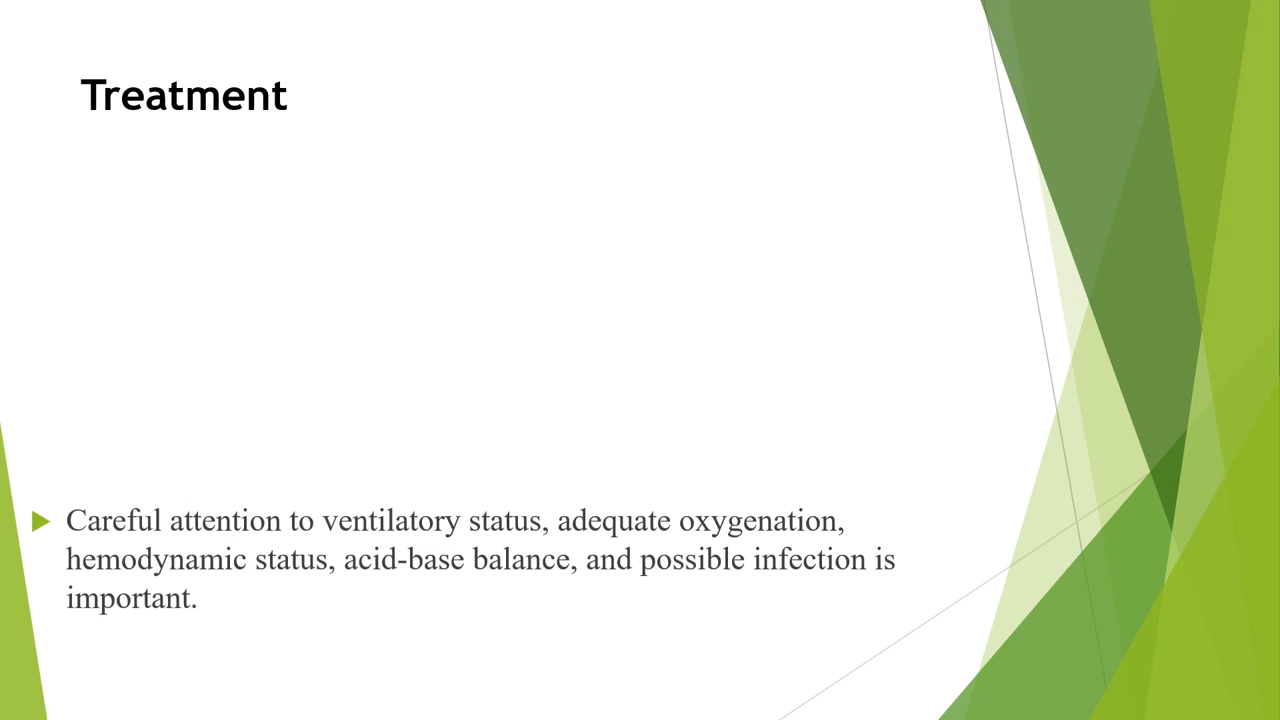 Treatment
Careful attention to ventilatory status, adequate oxygenation,
hemodynamic status, acid-base balance, and possible infection is
important.